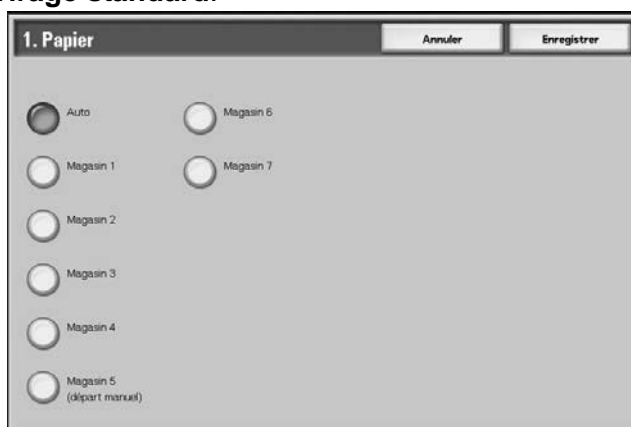 1. Papier
Annuler
Enregistrer
Auto
Magasin 6
Magasin 1
Magasin 7
Magasin 2
Magasin 3
Magasin 4
Magasin 5
(départ manuel)